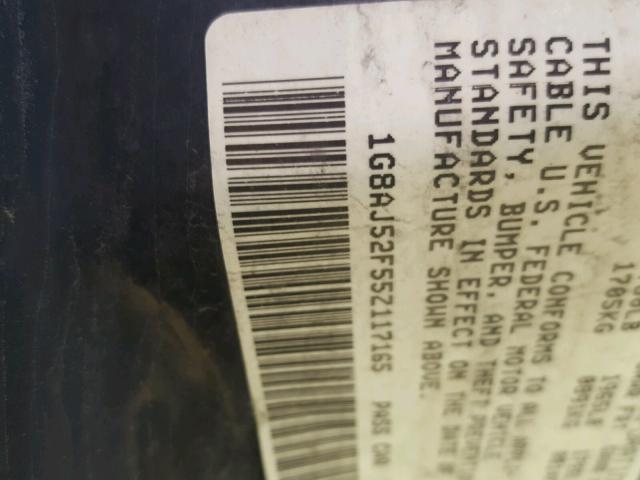 1705KG
THIS VEHICLE CONFORMS TO ALL APPLI-
CABLE U.S. FEDERAL MOTOR VEHICLE
SAFETY, BUMPER, AND THEFT PREVENTION
STANDARDS IN EFFECT ON THE DATE OF
MANUFACTURE SHOWN ABOVE.
1G8AJ52F55Z117165 PASS CAR